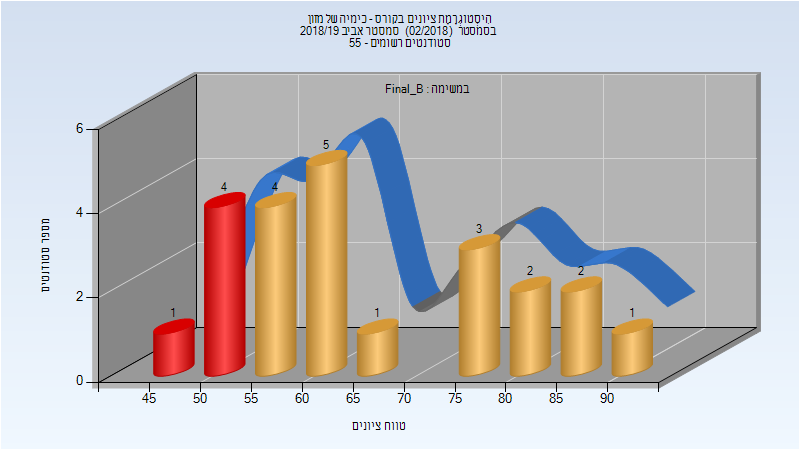 היסטוגרמת ציונים בקורס - כימיה של מזון
בסמסטר (02/2018) סמסטר אביב 2018/19
סטודנטים רשומים - 55
במשימה : Final_B
מספר סטודנטים
6
4
2
0
1
4
4
5
1
3
2
2
1
45 50 55 60 65 70 75 80 85 90
טווח ציונים